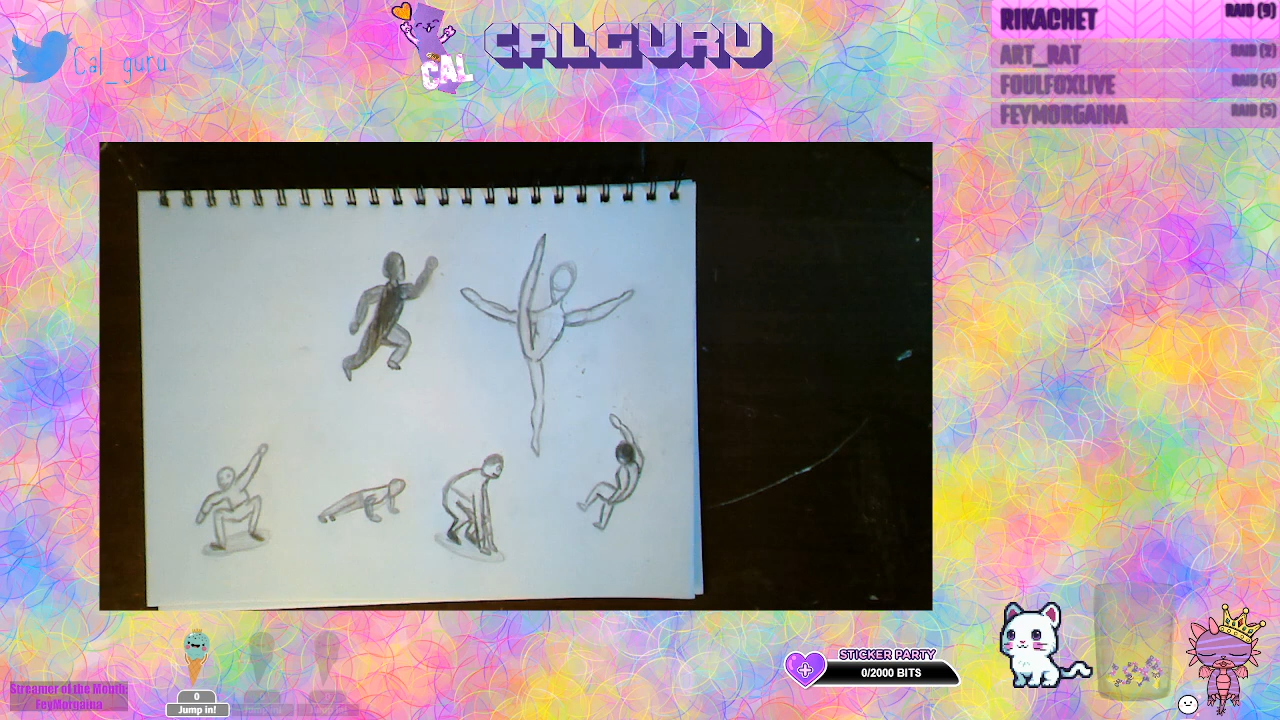 Cal_guru
CAL
CALGURU
RIKACHET RAID (9)
ART_RAT RAID (2)
FOULFOXLIVE RAID (4)
FEYMORGAINA RAID (5)
STICKER PARTY
0/2000 BITS
0
Jump in!
Streamer of the Month:
FeyMorgaina